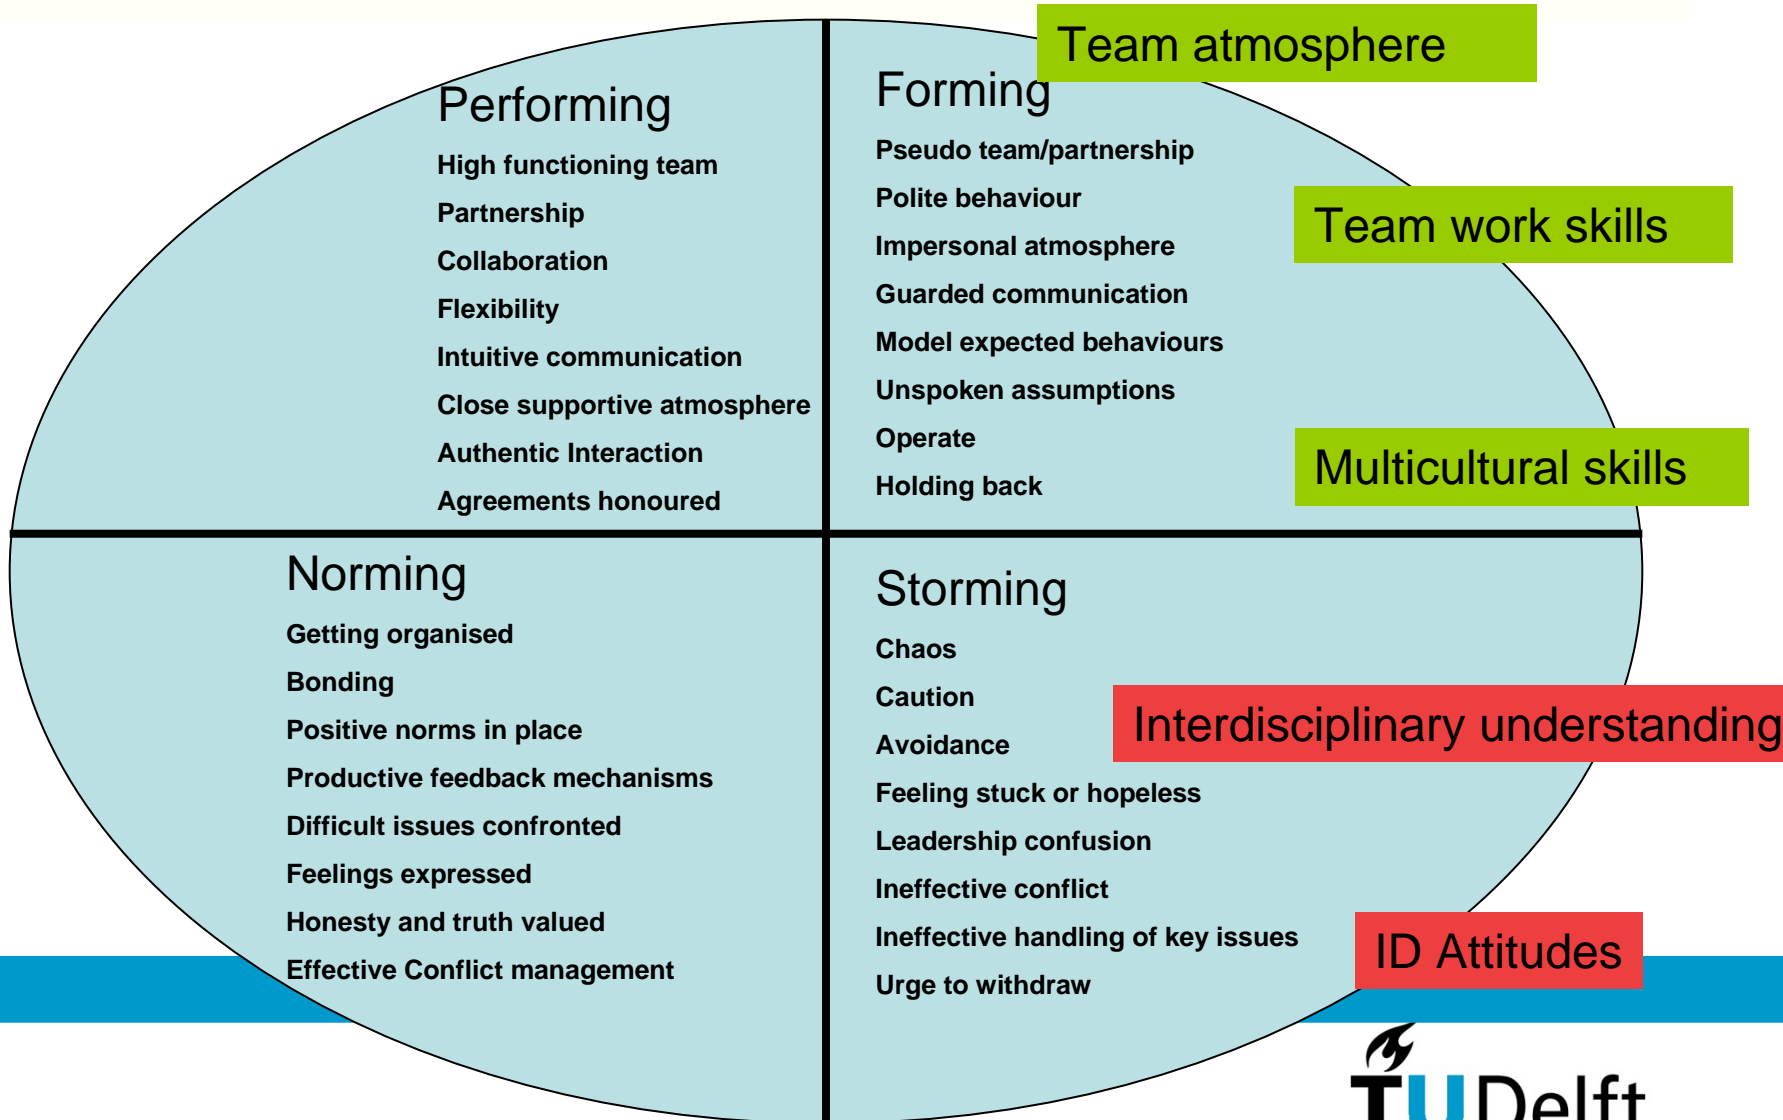 Team atmosphere
Performing
High functioning team
Partnership
Collaboration
Flexibility
Intuitive communication
Close supportive atmosphere
Authentic Interaction
Agreements honoured
Forming
Pseudo team/partnership
Polite behaviour
Impersonal atmosphere
Guarded communication
Model expected behaviours
Unspoken assumptions
Operate
Holding back
Team work skills
Multicultural skills
Norming
Getting organised
Bonding
Positive norms in place
Productive feedback mechanisms
Difficult issues confronted
Feelings expressed
Honesty and truth valued
Effective Conflict management
Storming
Chaos
Caution
Avoidance
Feeling stuck or hopeless
Leadership confusion
Ineffective conflict
Ineffective handling of key issues
Urge to withdraw
Interdisciplinary understanding
ID Attitudes
TUDelft